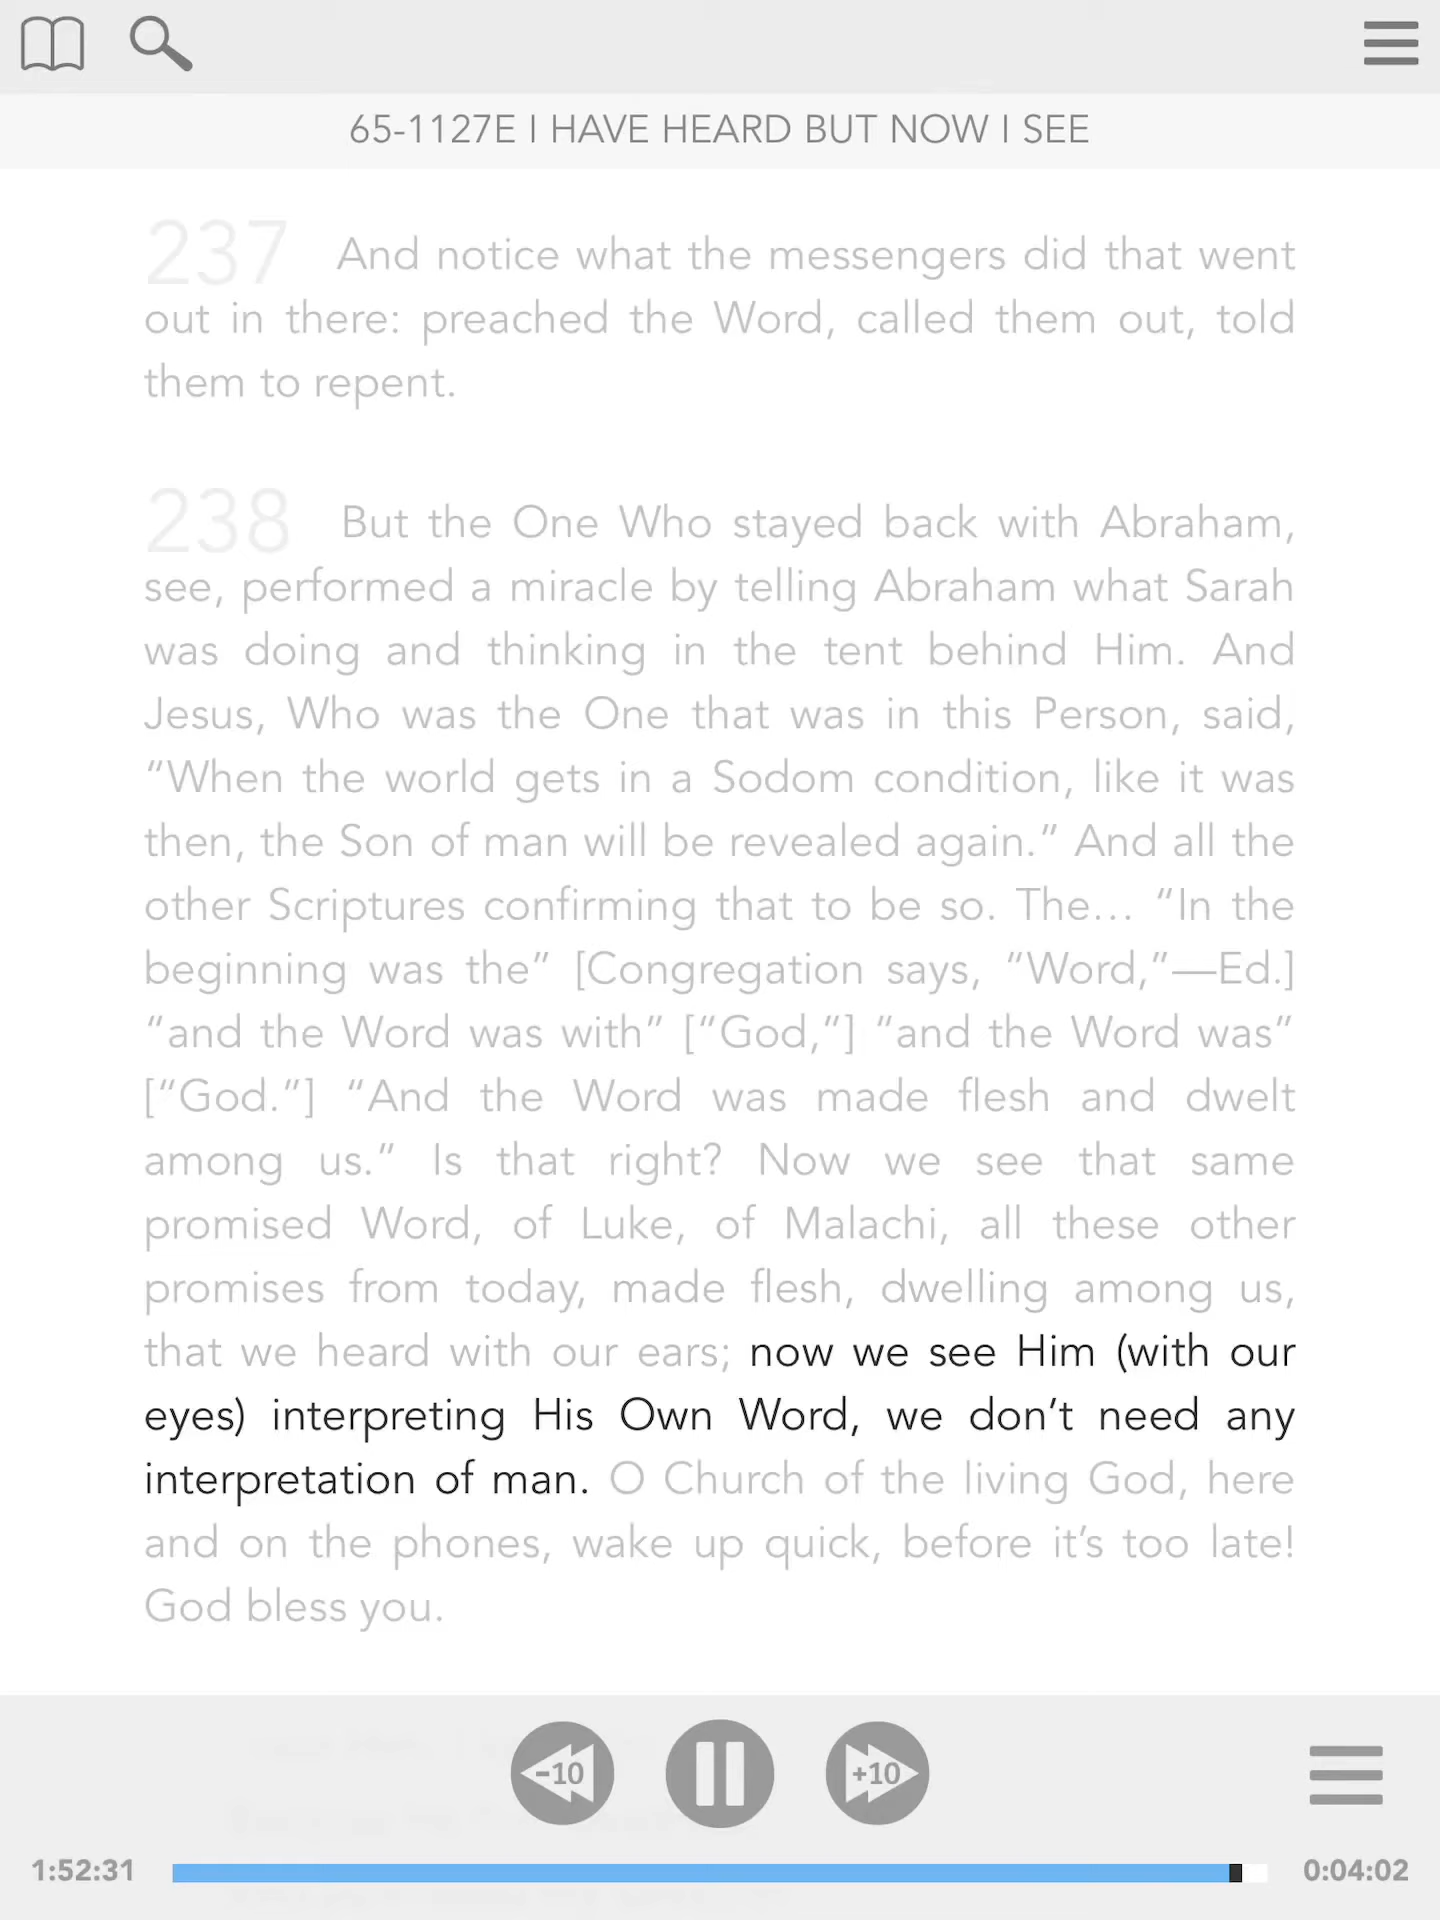 65-1127E I HAVE HEARD BUT NOW I SEE
237 And notice what the messengers did that went
out in there: preached the Word, called them out, told
them to repent.
238 But the One Who stayed back with Abraham,
see, performed a miracle by telling Abraham what Sarah
was doing and thinking in the tent behind Him. And
Jesus, Who was the One that was in this Person, said,
“When the world gets in a Sodom condition, like it was
then, the Son of man will be revealed again.” And all the
other Scriptures confirming that to be so. The… “In the
beginning was the” [Congregation says, “Word,”—Ed.]
“and the Word was with” [“God,”] “and the Word was”
[“God.”] “And the Word was made flesh and dwelt
among us.” Is that right? Now we see that same
promised Word, of Luke, of Malachi, all these other
promises from today, made flesh, dwelling among us,
that we heard with our ears; now we see Him (with our
eyes) interpreting His Own Word, we don’t need any
interpretation of man. O Church of the living God, here
and on the phones, wake up quick, before it’s too late!
God bless you.
-10 +10
1:52:31 0:04:02